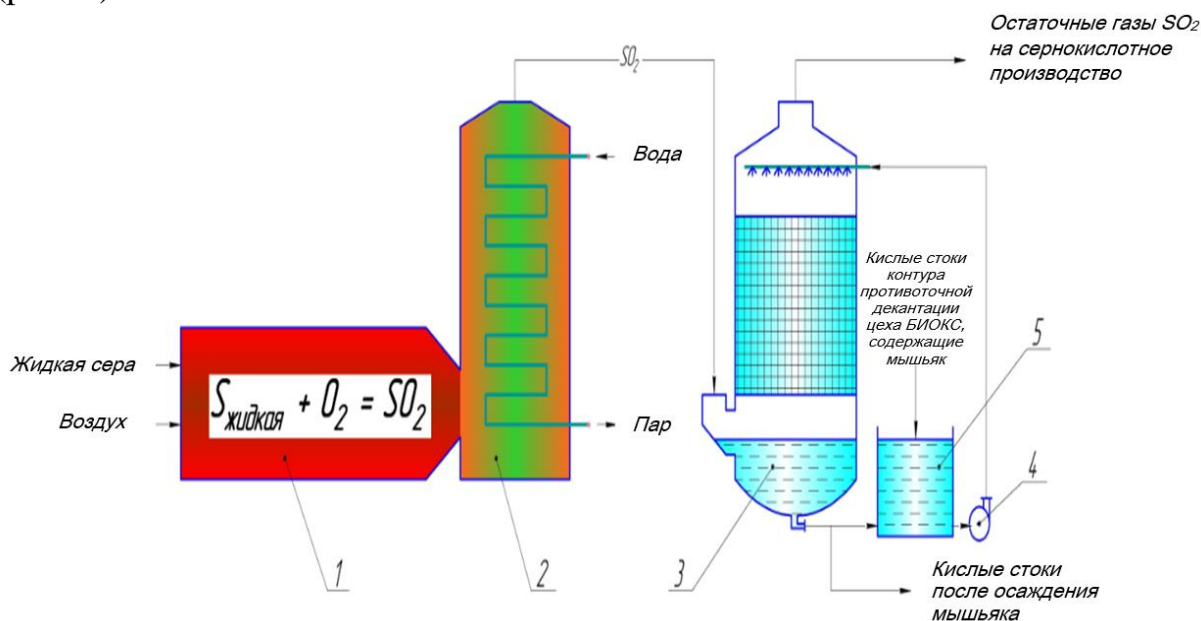 Остаточные газы SO₂
на сернокислотное
производство
SO₂
Вода
Кислые стоки
контура
противоточной
декантации
цеха БИОКС,
содержащие
мышьяк
5
Жидкая сера
Sжидкая + O₂ = SO₂
Воздух
Пар
4
1
2
3
Кислые стоки
после осаждения
мышьяка